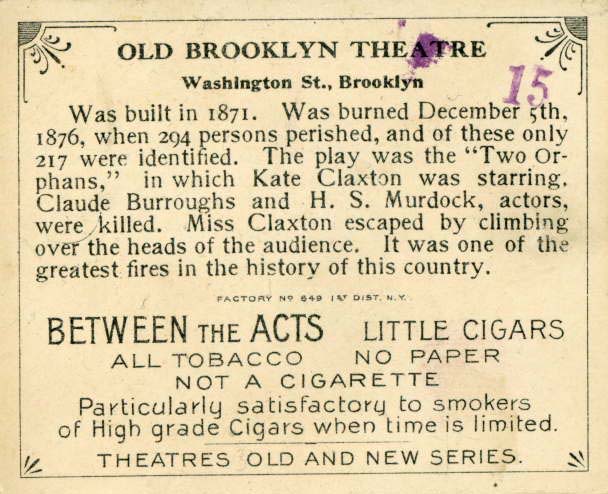 OLD BROOKLYN THEATRE
Washington St., Brooklyn
15
Was built in 1871. Was burned December 5th,
1876, when 294 persons perished, and of these only
217 were identified. The play was the "Two Or-
phans," in which Kate Claxton was starring.
Claude Burroughs and H. S. Murdock, actors,
were killed. Miss Claxton escaped by climbing
over the heads of the audience. It was one of the
greatest fires in the history of this country.
FACTORY Nº 649 1ST DIST. N.Y.
BETWEEN THE ACTS LITTLE CIGARS
ALL TOBACCO NO PAPER
NOT A CIGARETTE
Particularly satisfactory to smokers
of High grade Cigars when time is limited.
THEATRES OLD AND NEW SERIES.